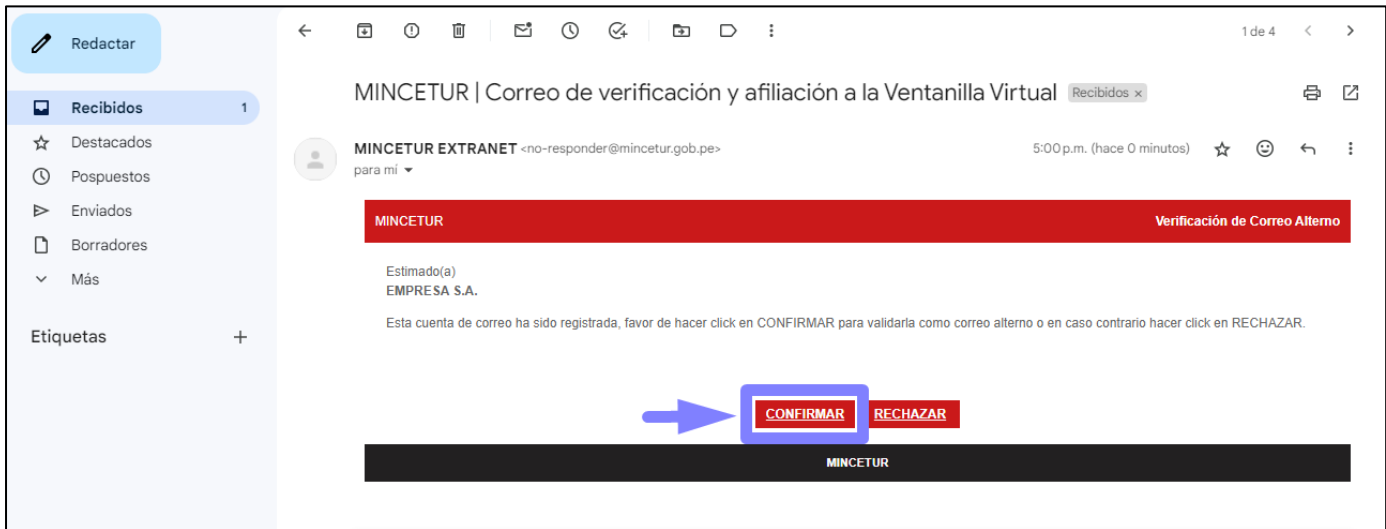 Redactar
1 de 4
Recibidos 1
Destacados
Pospuestos
Enviados
Borradores
Más
Etiquetas
MINCETUR | Correo de verificación y afiliación a la Ventanilla Virtual Recibidos x
MINCETUR EXTRANET <no-responder@mincetur.gob.pe> 5:00 p.m. (hace 0 minutos)
para mí
MINCETUR Verificación de Correo Alterno
Estimado(a)
EMPRESA S.A.
Esta cuenta de correo ha sido registrada, favor de hacer click en CONFIRMAR para validarla como correo alterno o en caso contrario hacer click en RECHAZAR.
CONFIRMAR RECHAZAR
MINCETUR